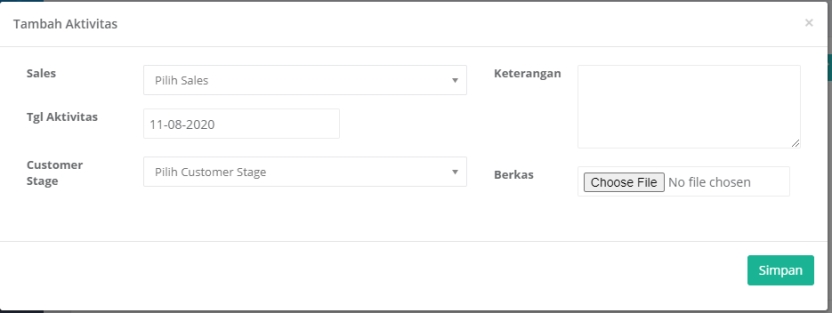 Tambah Aktivitas ×
Sales
Pilih Sales
Tgl Aktivitas
11-08-2020
Customer
Stage
Pilih Customer Stage
Keterangan
Berkas
Choose File No file chosen
Simpan